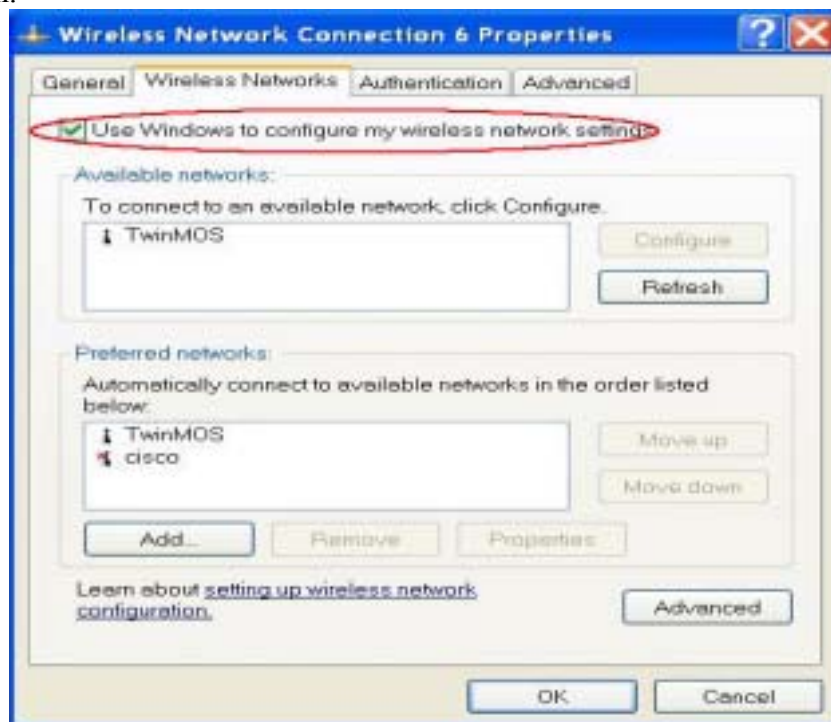 Wireless Network Connection 6 Properties
General Wireless Networks Authentication Advanced
Use Windows to configure my wireless network settings
Available networks:
To connect to an available network, click Configure.
TwinMOS
Configure
Refresh
Preferred networks:
Automatically connect to available networks in the order listed
below:
TwinMOS
cisco
Move up
Move down
Add... Remove Properties
Learn about setting up wireless network
configuration.
Advanced
OK Cancel